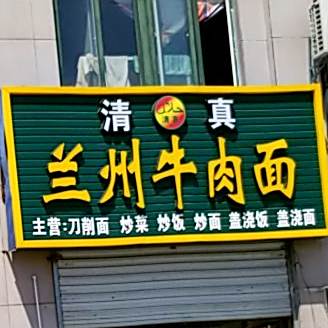 清 真
兰州牛肉面
主营:刀削面 炒菜 炒饭 炒面 盖浇饭 盖浇面